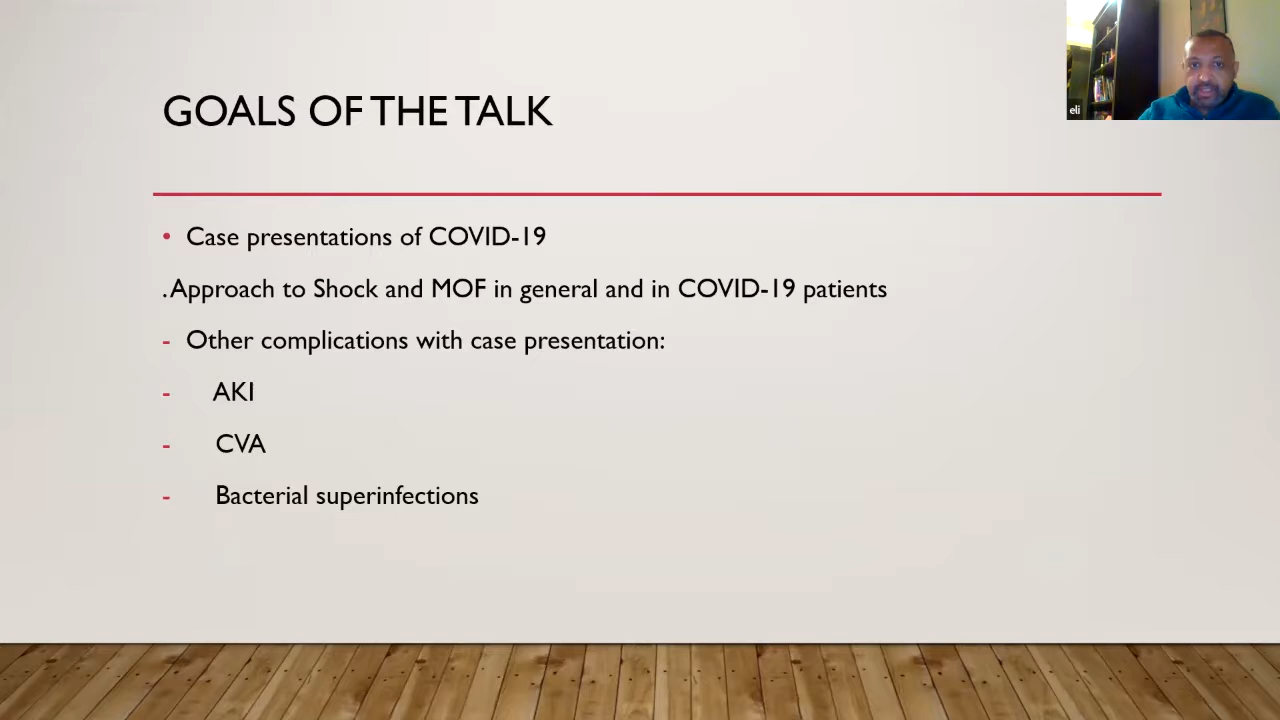 GOALS OF THE TALK
eli
• Case presentations of COVID-19
. Approach to Shock and MOF in general and in COVID-19 patients
- Other complications with case presentation:
- AKI
- CVA
- Bacterial superinfections